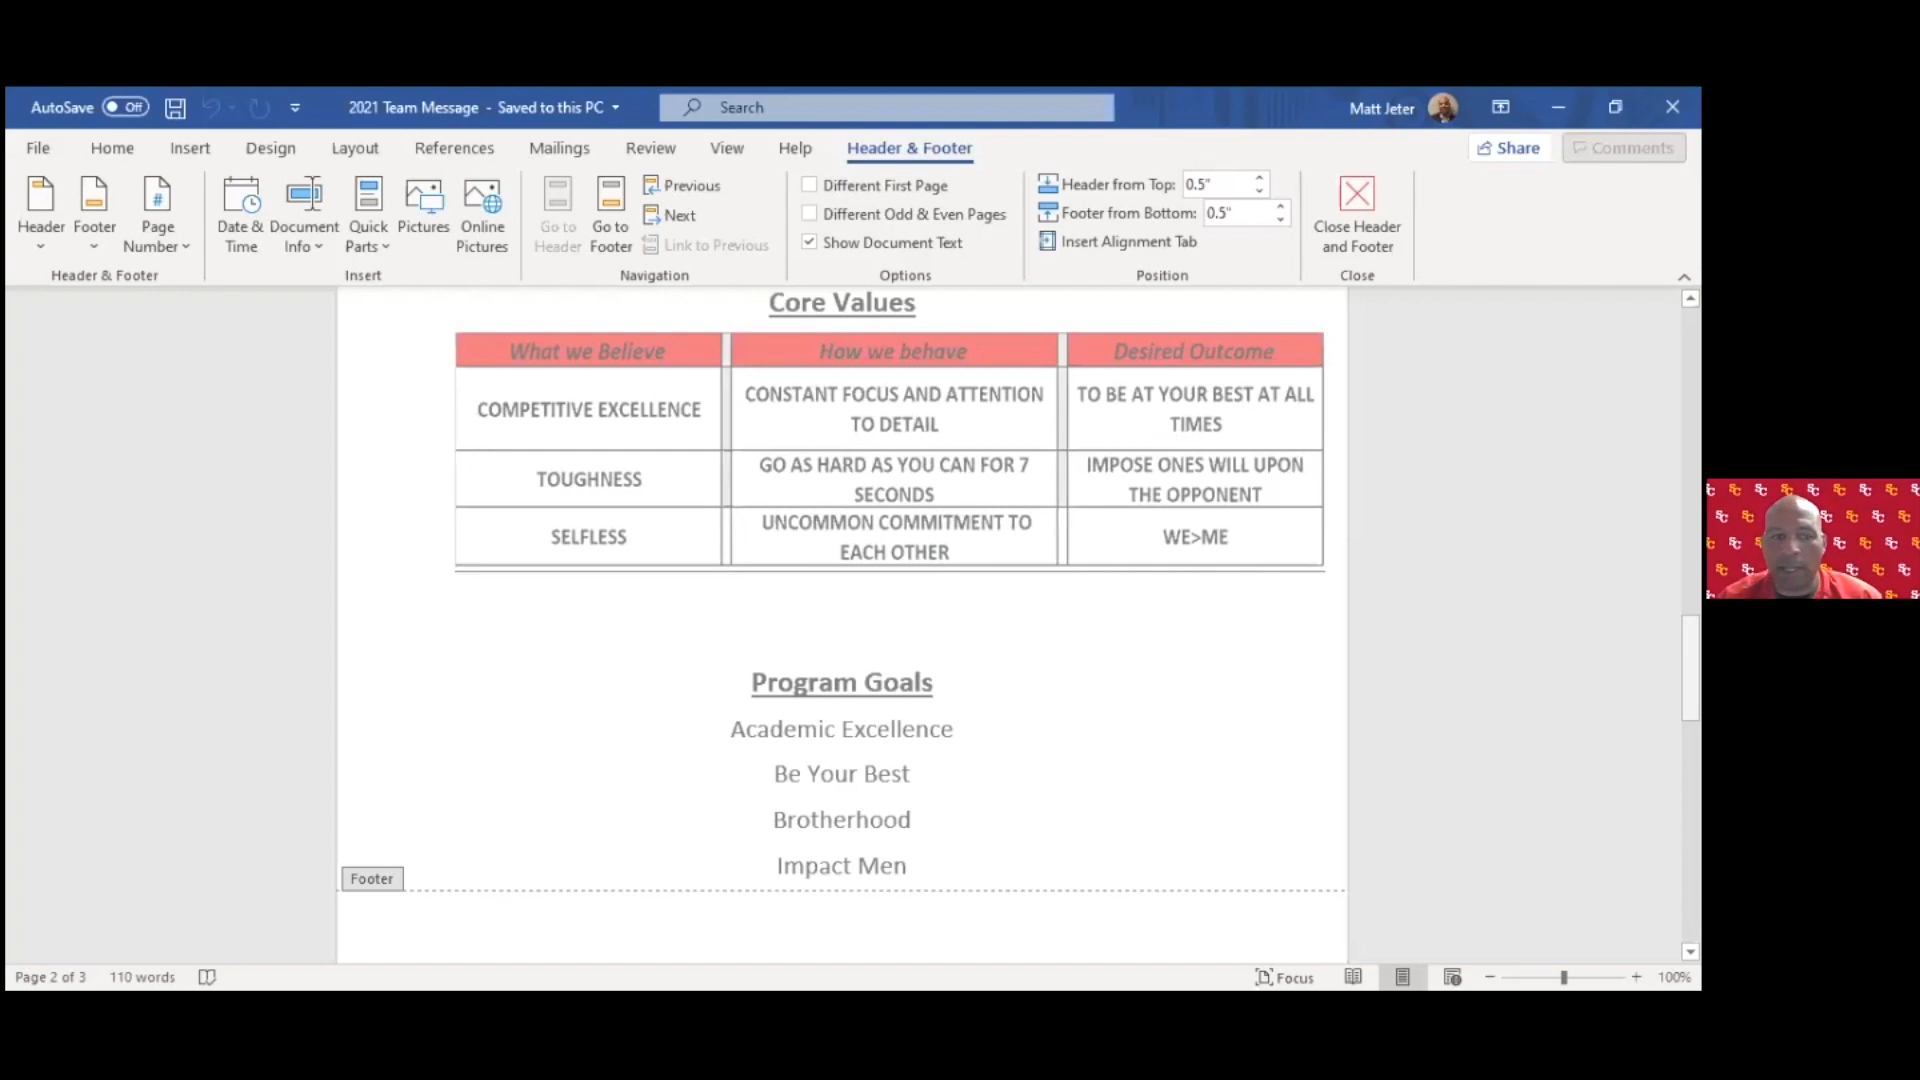 AutoSave Off 2021 Team Message - Saved to this PC Search Matt Jeter
File Home Insert Design Layout References Mailings Review View Help Header & Footer Share Comments
Header Footer Page Number
Date & Time Document Info Quick Parts Pictures Online Pictures
Go to Header Go to Footer Previous
Next
Link to Previous
Different First Page
Different Odd & Even Pages
Show Document Text
Header from Top: 0.5"
Footer from Bottom: 0.5"
Insert Alignment Tab
Close Header and Footer
Header & Footer Insert Navigation Options Position Close
Core Values
What we Believe How we behave Desired Outcome
COMPETITIVE EXCELLENCE
CONSTANT FOCUS AND ATTENTION
TO DETAIL
TO BE AT YOUR BEST AT ALL
TIMES
TOUGHNESS
GO AS HARD AS YOU CAN FOR 7
SECONDS
IMPOSE ONES WILL UPON
THE OPPONENT
SELFLESS
UNCOMMON COMMITMENT TO
EACH OTHER
WE>ME
Program Goals
Academic Excellence
Be Your Best
Brotherhood
Impact Men
Footer
Page 2 of 3 110 words Focus 100%